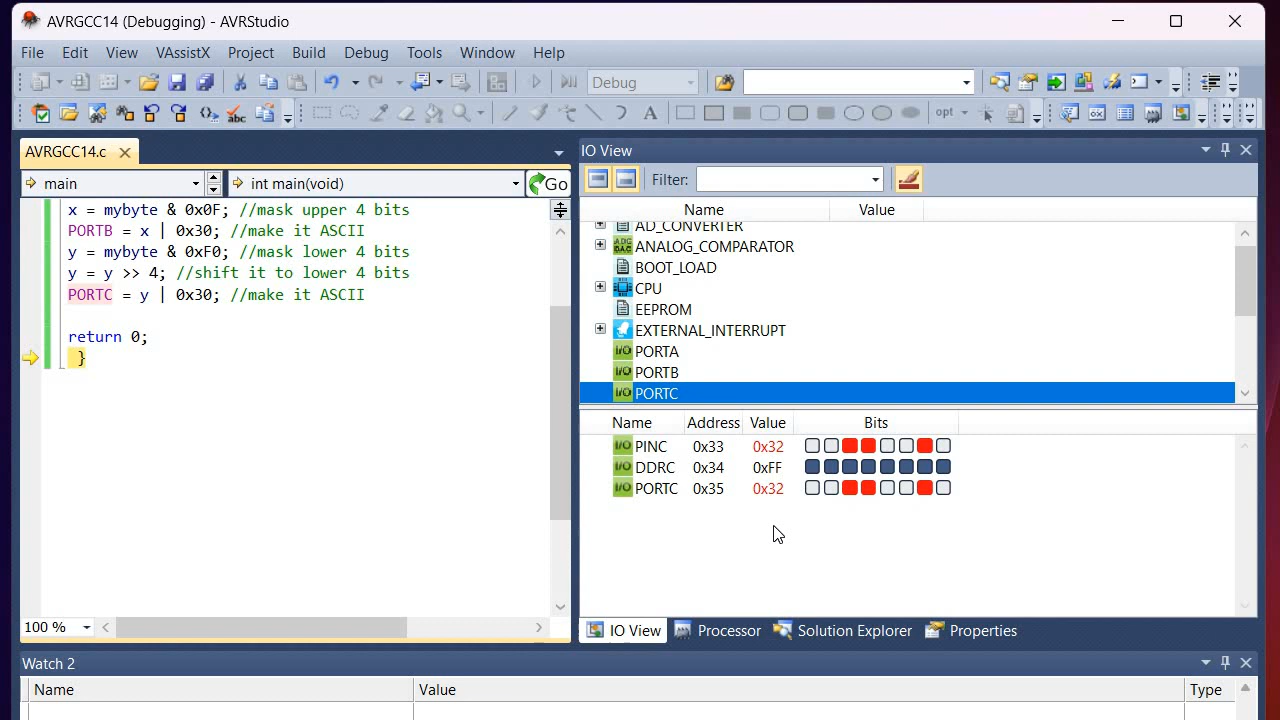 AVRGCC14 (Debugging) - AVRStudio
File Edit View VAssistX Project Build Debug Tools Window Help
Debug
abc A opt
AVRGCC14.c
IO View
main int main(void) Go
Filter:
Name Value
x = mybyte & 0x0F; //mask upper 4 bits
PORTB = x | 0x30; //make it ASCII
y = mybyte & 0xF0; //mask lower 4 bits
y = y >> 4; //shift it to lower 4 bits
PORTC = y | 0x30; //make it ASCII
return 0;
}
AD_CONVERTER
ANALOG_COMPARATOR
BOOT_LOAD
CPU
EEPROM
EXTERNAL_INTERRUPT
I/O PORTA
I/O PORTB
I/O PORTC
Name Address Value Bits
I/O PINC 0x33 0x32
I/O DDRC 0x34 0xFF
I/O PORTC 0x35 0x32
100 %
IO View Processor Solution Explorer Properties
Watch 2
Name Value Type